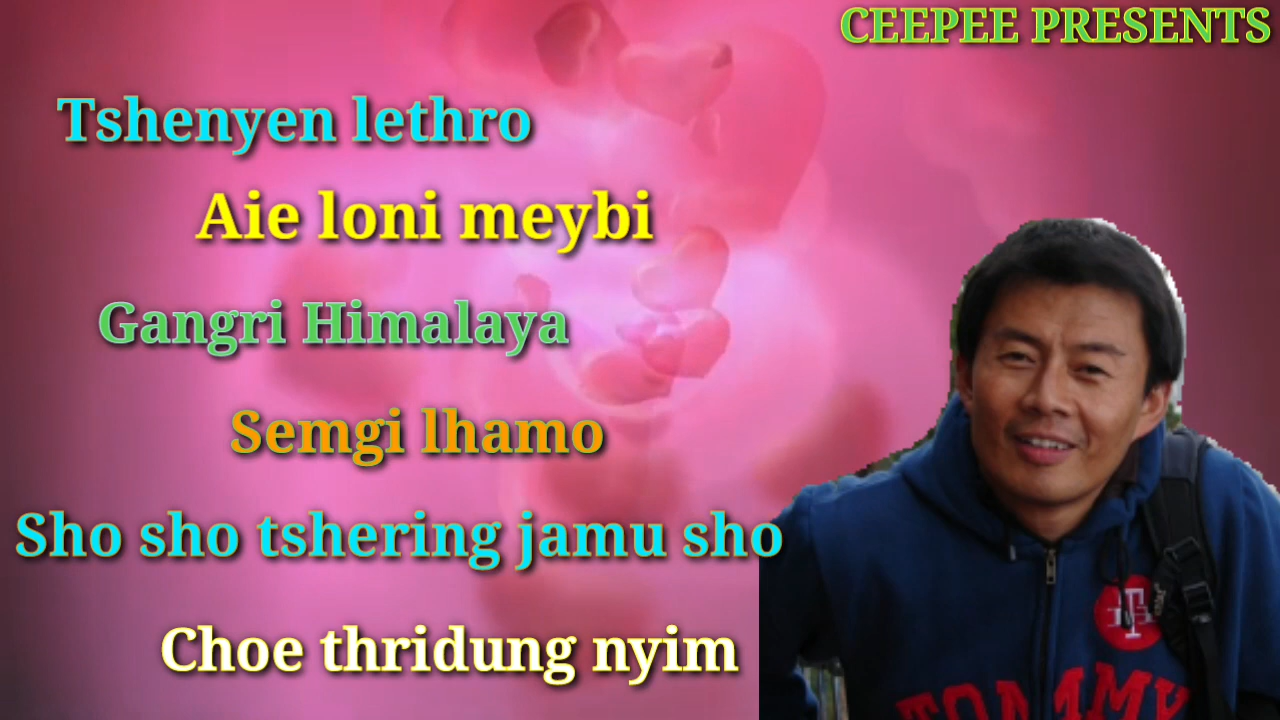 CEEPEE PRESENTS
Tshenyen lethro
Aie loni meybi
Gangri Himalaya
Semgi lhamo
Sho sho tshering jamu sho
Choe thridung nyim
TOMMY